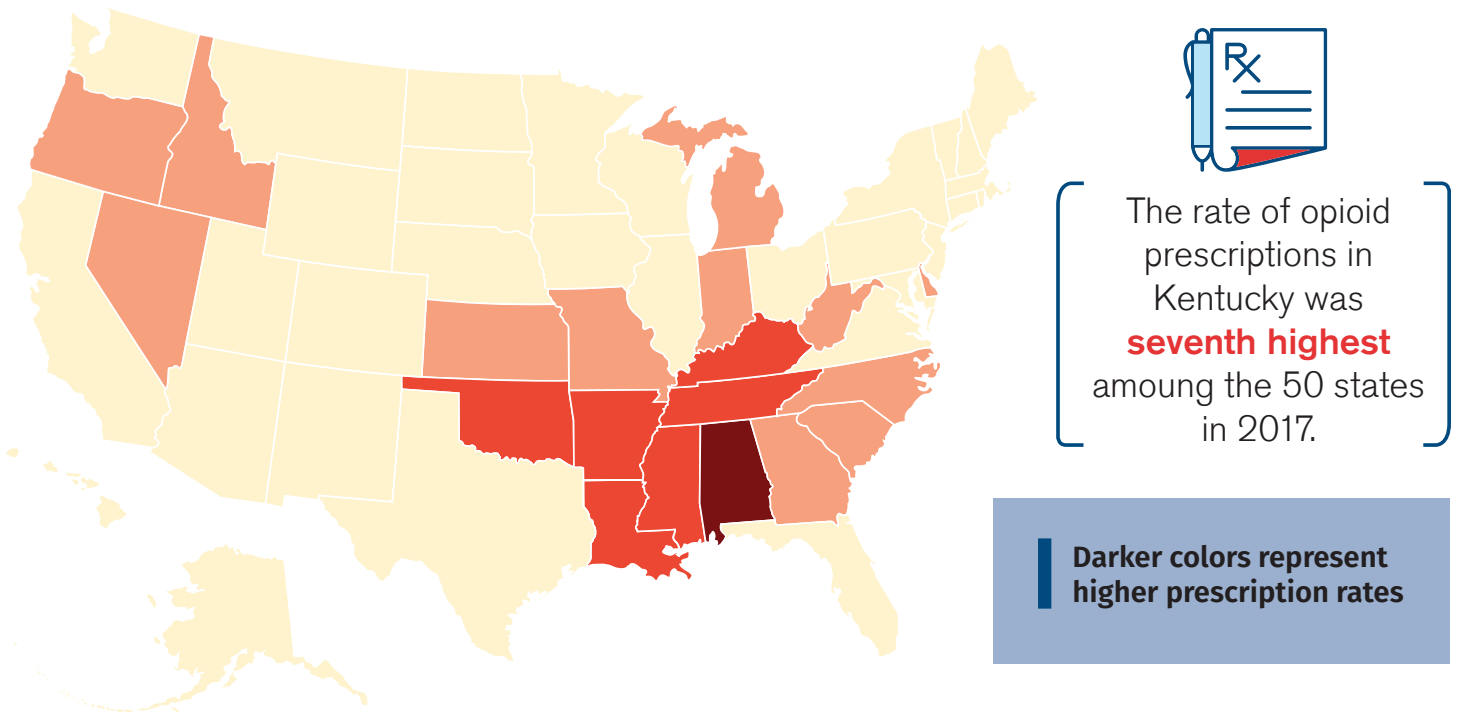 Rx
The rate of opioid
prescriptions in
Kentucky was
seventh highest
amoung the 50 states
in 2017.
Darker colors represent
higher prescription rates